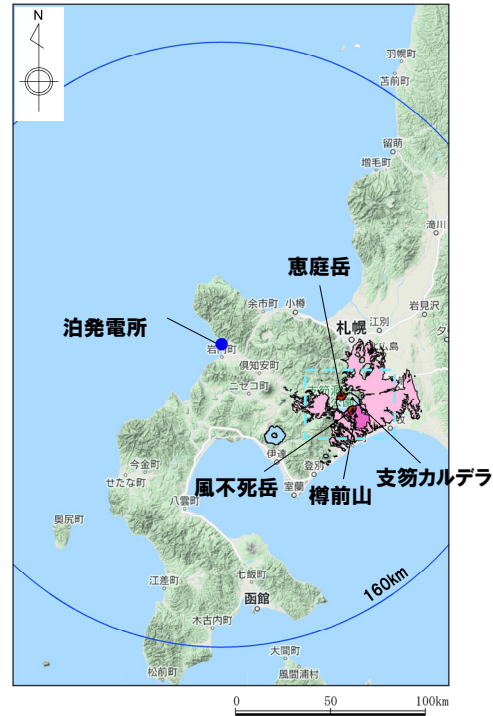 N
羽幌町
苫前町
留萌
増毛町
滝川
恵庭岳
余市町
小樽
岩見沢
札幌
江別
泊発電所
北広島
岩内町
倶知安町
ニセコ町
伊達
登別
支笏カルデラ
風不死岳
室蘭
樽前山
今金町
せたな町
八雲町
奥尻町
160km
七飯町
江差町
函館
木古内町
大間町
松前町
風間浦村
0 50 100km